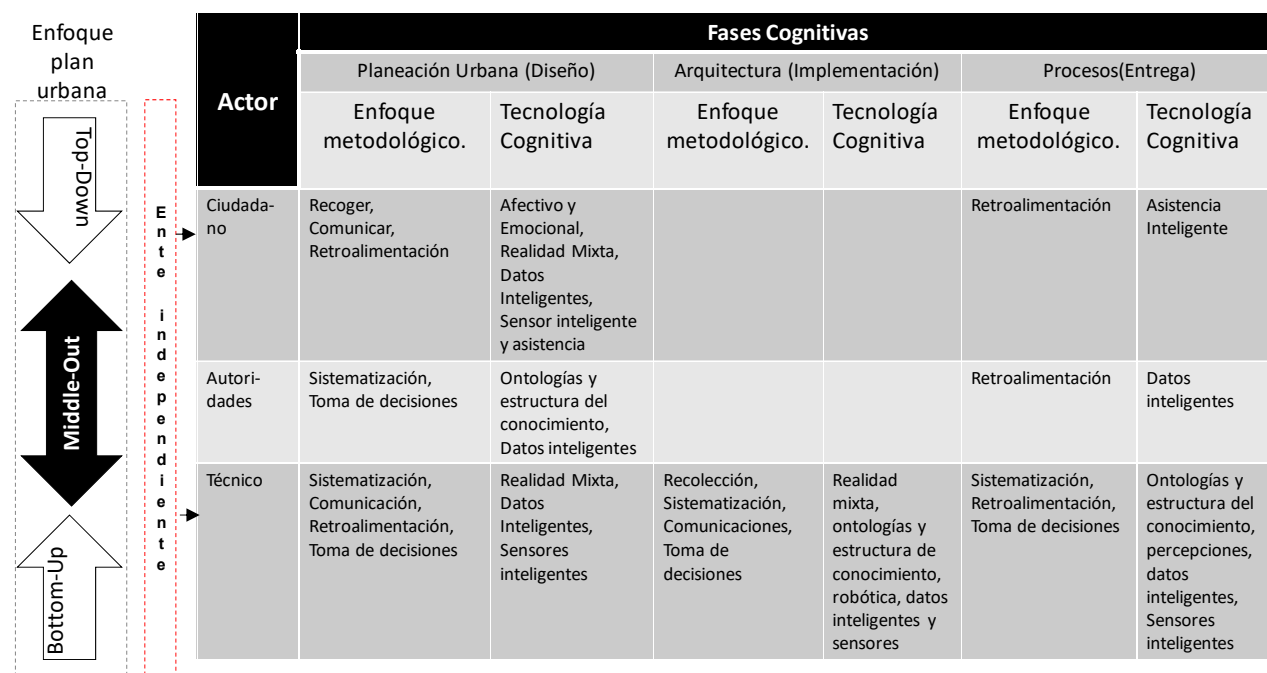 Enfoque
plan
urbana
Top-Down
Middle-Out
Bottom-Up
Ente independiente
Actor
Fases Cognitivas
Planeación Urbana (Diseño)
Arquitectura (Implementación)
Procesos(Entrega)
Enfoque
metodológico.
Tecnología
Cognitiva
Enfoque
metodológico.
Tecnología
Cognitiva
Enfoque
metodológico.
Tecnología
Cognitiva
Ciudada-
no
Recoger,
Comunicar,
Retroalimentación
Afectivo y
Emocional,
Realidad Mixta,
Datos
Inteligentes,
Sensor inteligente
y asistencia
Retroalimentación
Asistencia
Inteligente
Autori-
dades
Sistematización,
Toma de decisiones
Ontologías y
estructura del
conocimiento,
Datos inteligentes
Retroalimentación
Datos
inteligentes
Técnico
Sistematización,
Comunicación,
Retroalimentación,
Toma de decisiones
Realidad Mixta,
Datos
Inteligentes,
Sensores
inteligentes
Recolección,
Sistematización,
Comunicaciones,
Toma de
decisiones
Realidad
mixta,
ontologías y
estructura de
conocimiento,
robótica, datos
inteligentes y
sensores
Sistematización,
Retroalimentación,
Toma de decisiones
Ontologías y
estructura del
conocimiento,
percepciones,
datos
inteligentes,
Sensores
inteligentes